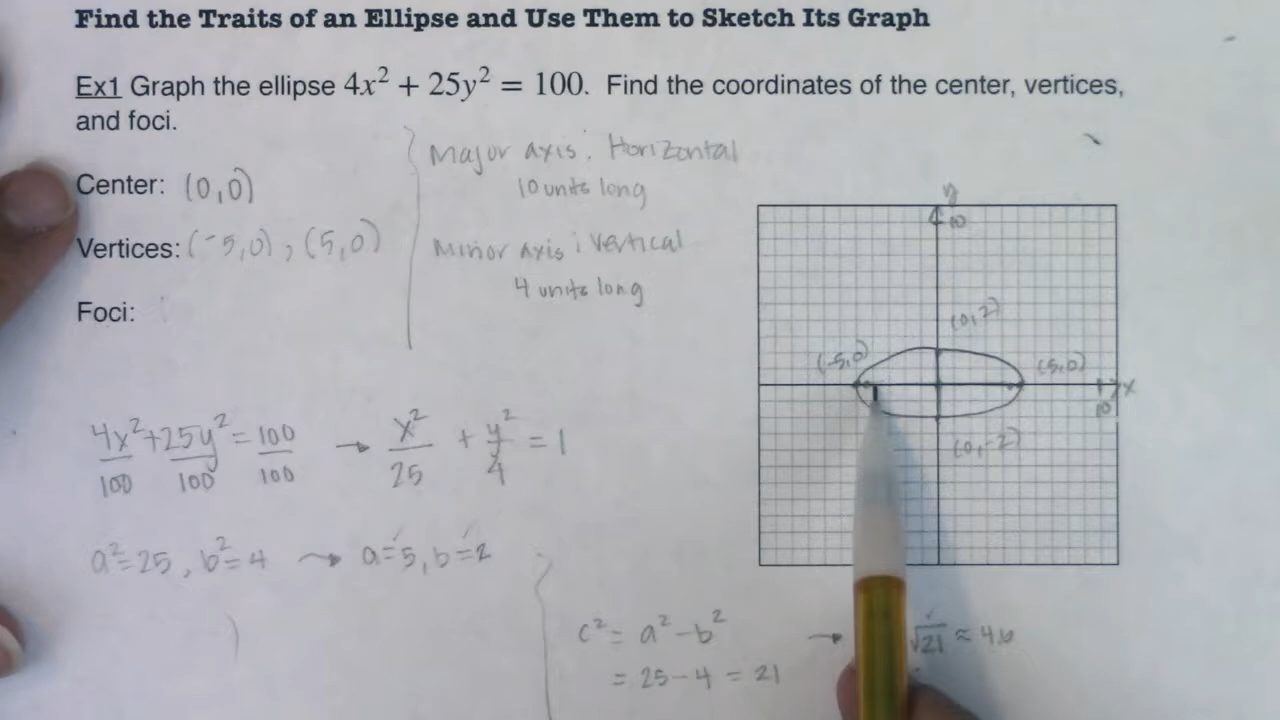 Find the Traits of an Ellipse and Use Them to Sketch Its Graph
Ex1 Graph the ellipse 4x² + 25y² = 100. Find the coordinates of the center, vertices,
and foci.
Center: (0,0)
Vertices: (-5,0), (5,0)
Foci:
Major axis: Horizontal
10 units long
Minor axis: Vertical
4 units long
y
10
(0,2)
(-5,0)
(5,0)
x
10
(0,-2)
4x²/100 + 25y²/100 = 100/100 → x²/25 + y²/4 = 1
a²=25, b²=4 → a=5, b=2
c² = a² - b² → √21 ≈ 4.6
= 25 - 4 = 21